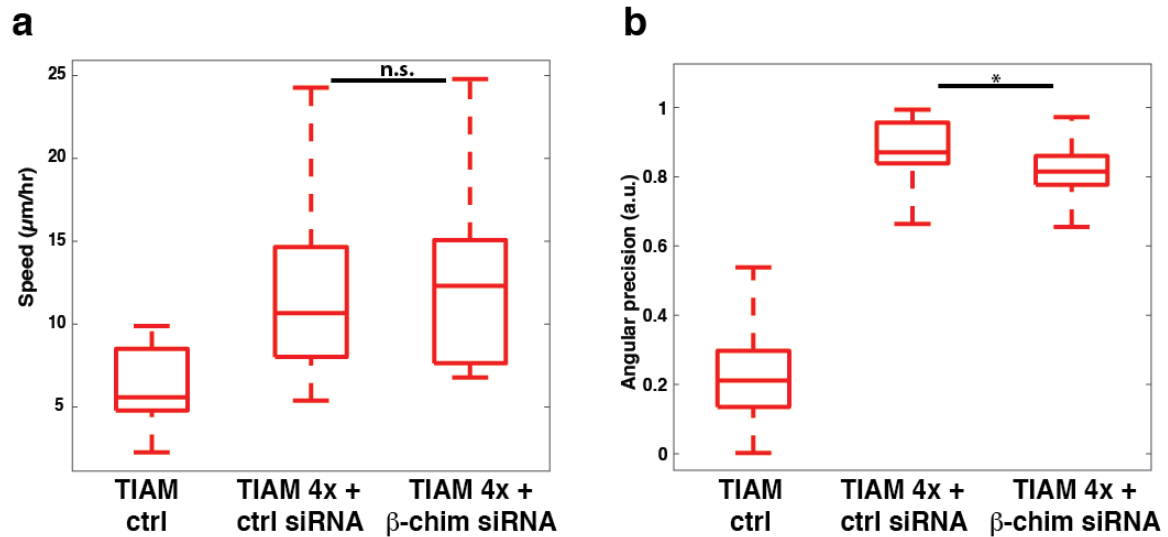 a
n.s.
25
20
15
10
5
Speed (µm/hr)
TIAM
ctrl
TIAM 4x +
ctrl siRNA
TIAM 4x +
β-chim siRNA
b
*
1
0.8
0.6
0.4
0.2
0
Angular precision (a.u.)
TIAM
ctrl
TIAM 4x +
ctrl siRNA
TIAM 4x +
β-chim siRNA